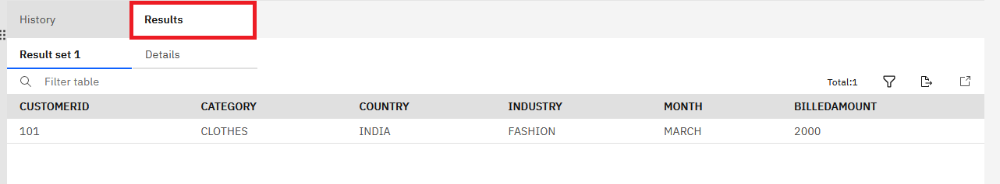 History Results
Result set 1 Details
Filter table Total:1
CUSTOMERID CATEGORY COUNTRY INDUSTRY MONTH BILLEDAMOUNT
101 CLOTHES INDIA FASHION MARCH 2000